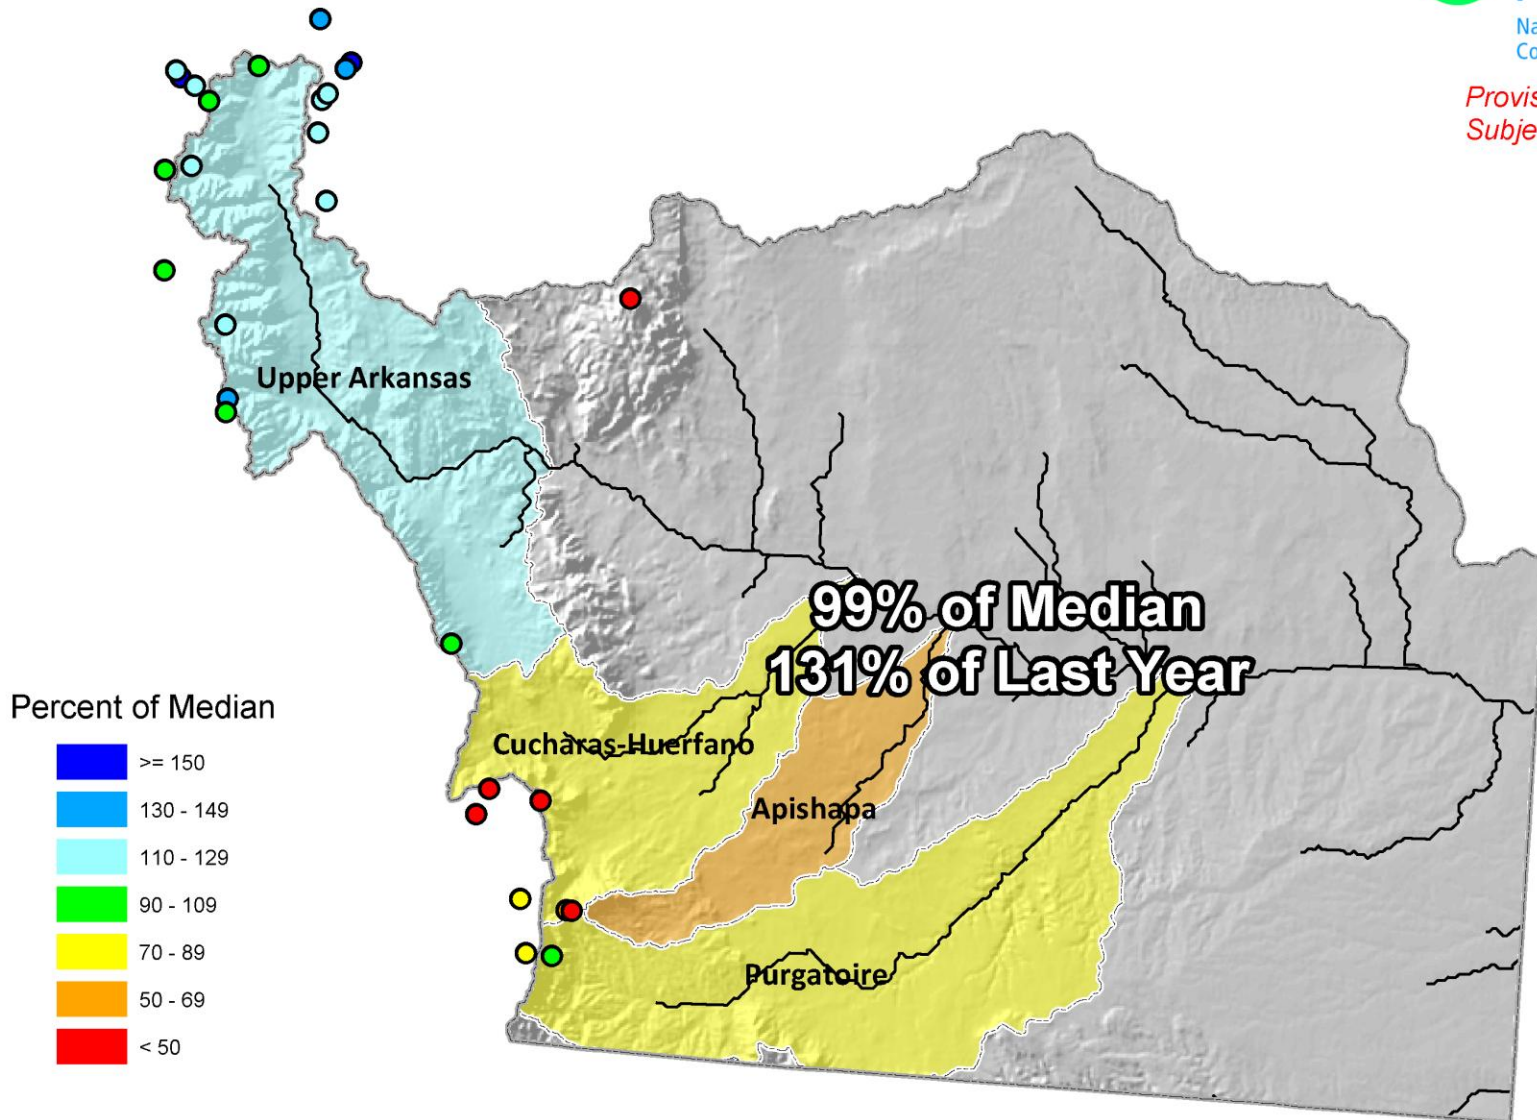 Upper Arkansas
99% of Median
131% of Last Year
Percent of Median
>= 150
130 - 149
110 - 129
90 - 109
70 - 89
50 - 69
< 50
Cucharas-Huerfano
Apishapa
Purgatoire